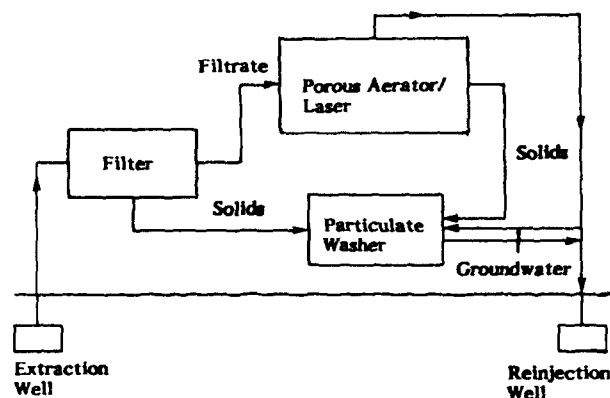 Filtrate
Porous Aerator/
Laser
Filter
Solids
Solids
Particulate
Washer
Groundwater
Extraction
Well
Reinjection
Well